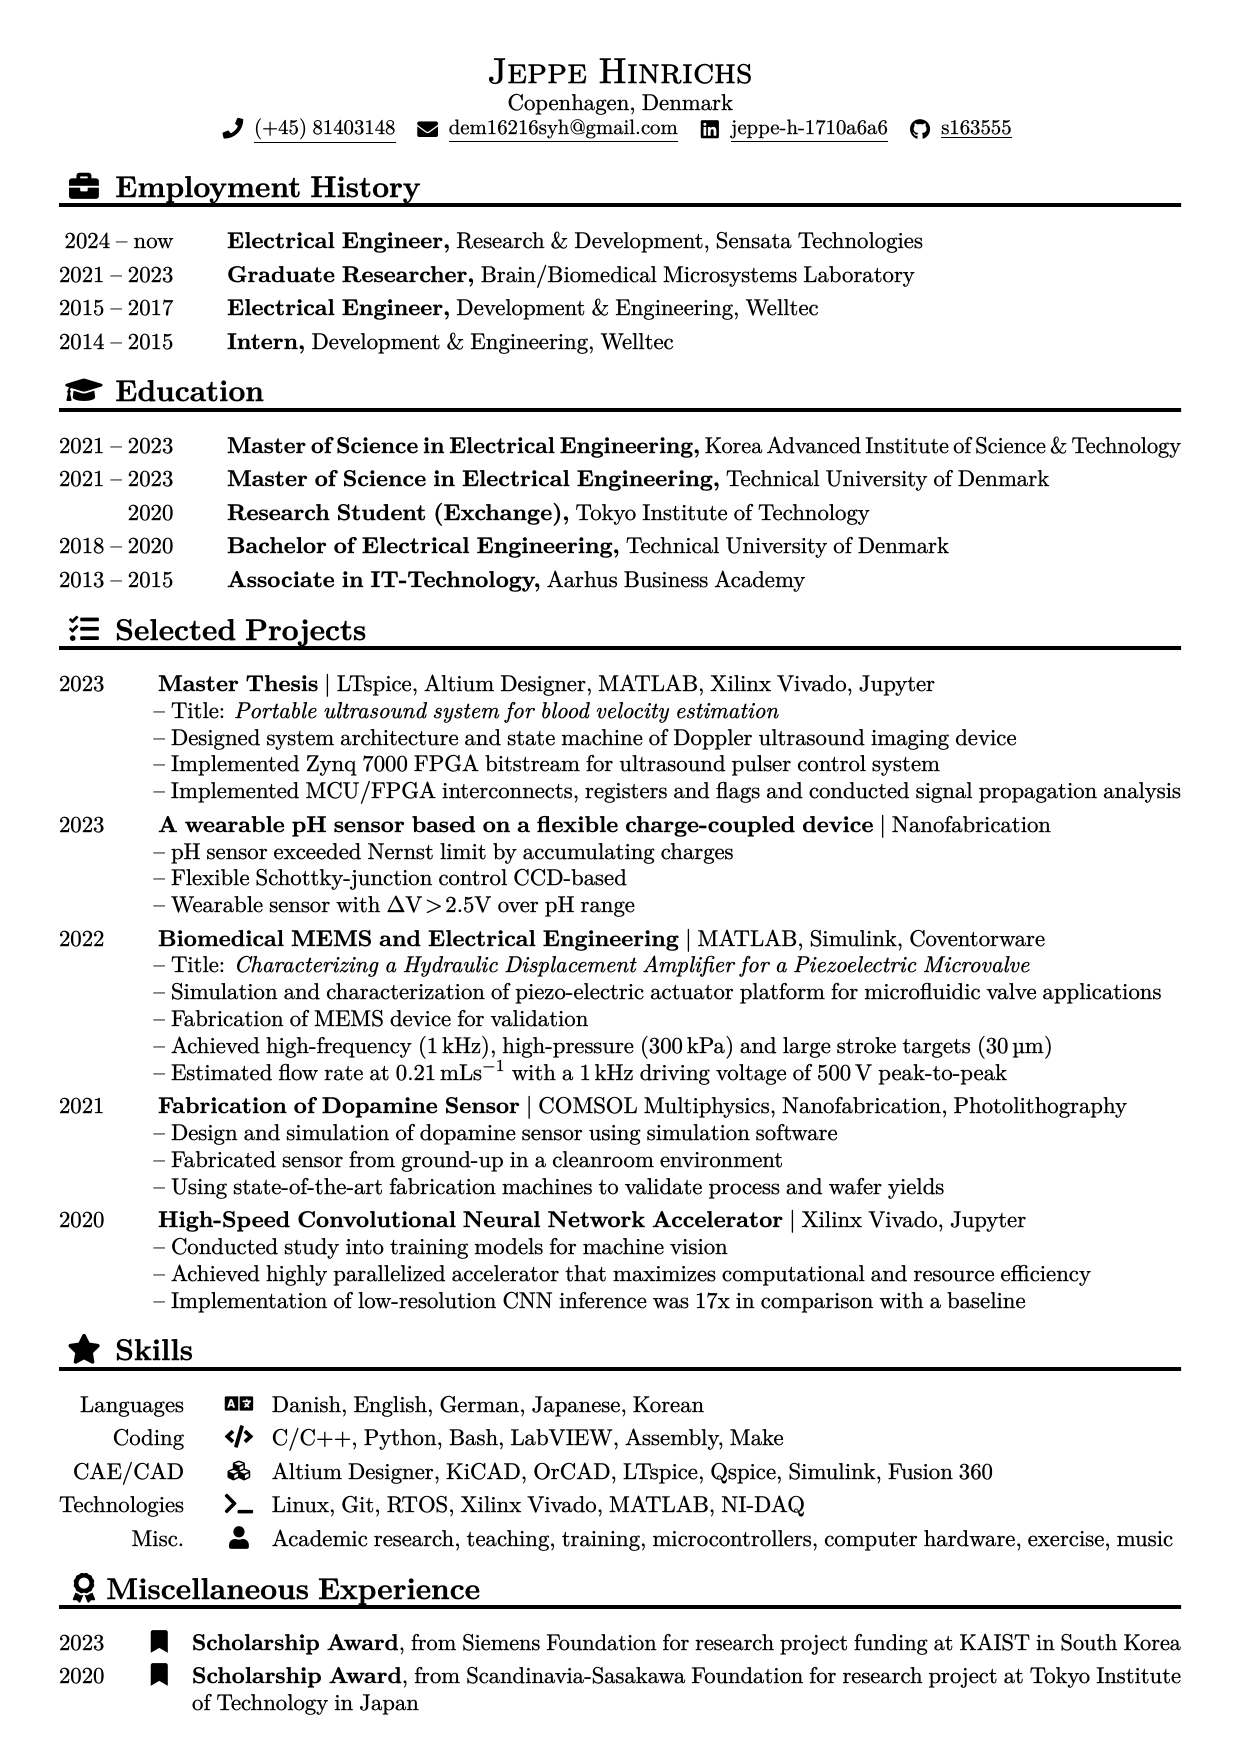 Jeppe Hinrichs
Copenhagen, Denmark
(+45) 81403148 dem16216syh@gmail.com jeppe-h-1710a6a6 s163555
Employment History
2024 – now Electrical Engineer, Research & Development, Sensata Technologies
2021 – 2023 Graduate Researcher, Brain/Biomedical Microsystems Laboratory
2015 – 2017 Electrical Engineer, Development & Engineering, Welltec
2014 – 2015 Intern, Development & Engineering, Welltec
Education
2021 – 2023 Master of Science in Electrical Engineering, Korea Advanced Institute of Science & Technology
2021 – 2023 Master of Science in Electrical Engineering, Technical University of Denmark
2020 Research Student (Exchange), Tokyo Institute of Technology
2018 – 2020 Bachelor of Electrical Engineering, Technical University of Denmark
2013 – 2015 Associate in IT-Technology, Aarhus Business Academy
Selected Projects
2023 Master Thesis | LTspice, Altium Designer, MATLAB, Xilinx Vivado, Jupyter
– Title: Portable ultrasound system for blood velocity estimation
– Designed system architecture and state machine of Doppler ultrasound imaging device
– Implemented Zynq 7000 FPGA bitstream for ultrasound pulser control system
– Implemented MCU/FPGA interconnects, registers and flags and conducted signal propagation analysis
2023 A wearable pH sensor based on a flexible charge-coupled device | Nanofabrication
– pH sensor exceeded Nernst limit by accumulating charges
– Flexible Schottky-junction control CCD-based
– Wearable sensor with ΔV > 2.5V over pH range
2022 Biomedical MEMS and Electrical Engineering | MATLAB, Simulink, Coventorware
– Title: Characterizing a Hydraulic Displacement Amplifier for a Piezoelectric Microvalve
– Simulation and characterization of piezo-electric actuator platform for microfluidic valve applications
– Fabrication of MEMS device for validation
– Achieved high-frequency (1 kHz), high-pressure (300 kPa) and large stroke targets (30 µm)
– Estimated flow rate at 0.21 mLs⁻¹ with a 1 kHz driving voltage of 500 V peak-to-peak
2021 Fabrication of Dopamine Sensor | COMSOL Multiphysics, Nanofabrication, Photolithography
– Design and simulation of dopamine sensor using simulation software
– Fabricated sensor from ground-up in a cleanroom environment
– Using state-of-the-art fabrication machines to validate process and wafer yields
2020 High-Speed Convolutional Neural Network Accelerator | Xilinx Vivado, Jupyter
– Conducted study into training models for machine vision
– Achieved highly parallelized accelerator that maximizes computational and resource efficiency
– Implementation of low-resolution CNN inference was 17x in comparison with a baseline
Skills
Languages Danish, English, German, Japanese, Korean
Coding C/C++, Python, Bash, LabVIEW, Assembly, Make
CAE/CAD Altium Designer, KiCAD, OrCAD, LTspice, Qspice, Simulink, Fusion 360
Technologies Linux, Git, RTOS, Xilinx Vivado, MATLAB, NI-DAQ
Misc. Academic research, teaching, training, microcontrollers, computer hardware, exercise, music
Miscellaneous Experience
2023 Scholarship Award, from Siemens Foundation for research project funding at KAIST in South Korea
2020 Scholarship Award, from Scandinavia-Sasakawa Foundation for research project at Tokyo Institute
of Technology in Japan